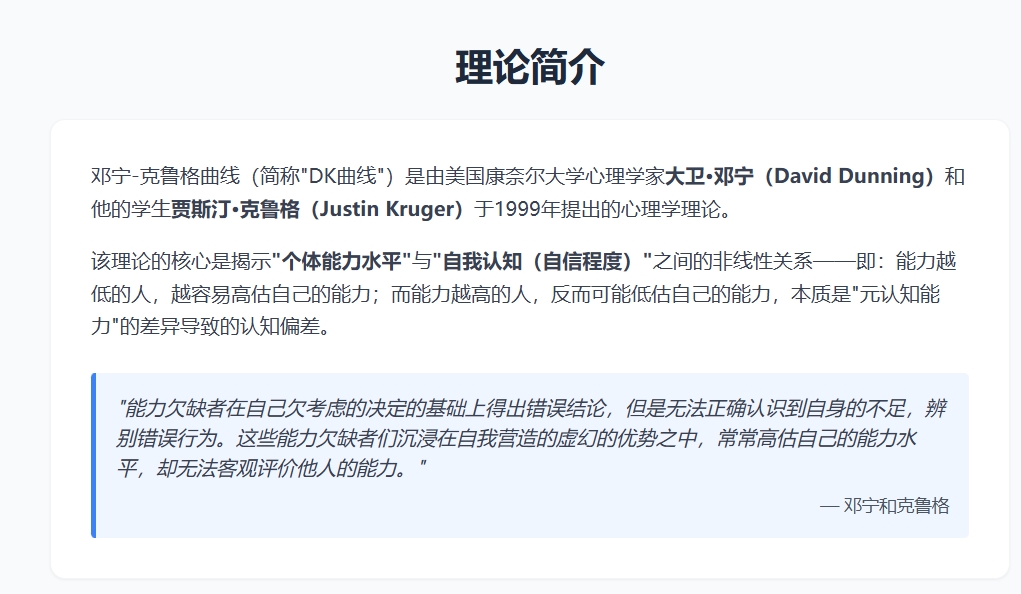 理论简介
邓宁-克鲁格曲线（简称"DK曲线"）是由美国康奈尔大学心理学家大卫·邓宁（David Dunning）和
他的学生贾斯汀·克鲁格（Justin Kruger）于1999年提出的心理学理论。
该理论的核心是揭示"个体能力水平"与"自我认知（自信程度）"之间的非线性关系——即：能力越
低的人，越容易高估自己的能力；而能力越高的人，反而可能低估自己的能力，本质是"元认知能
力"的差异导致的认知偏差。
"能力欠缺者在自己欠考虑的决定的基础上得出错误结论，但是无法正确认识到自身的不足，辨
别错误行为。这些能力欠缺者们沉浸在自我营造的虚幻的优势之中，常常高估自己的能力水
平，却无法客观评价他人的能力。"
— 邓宁和克鲁格